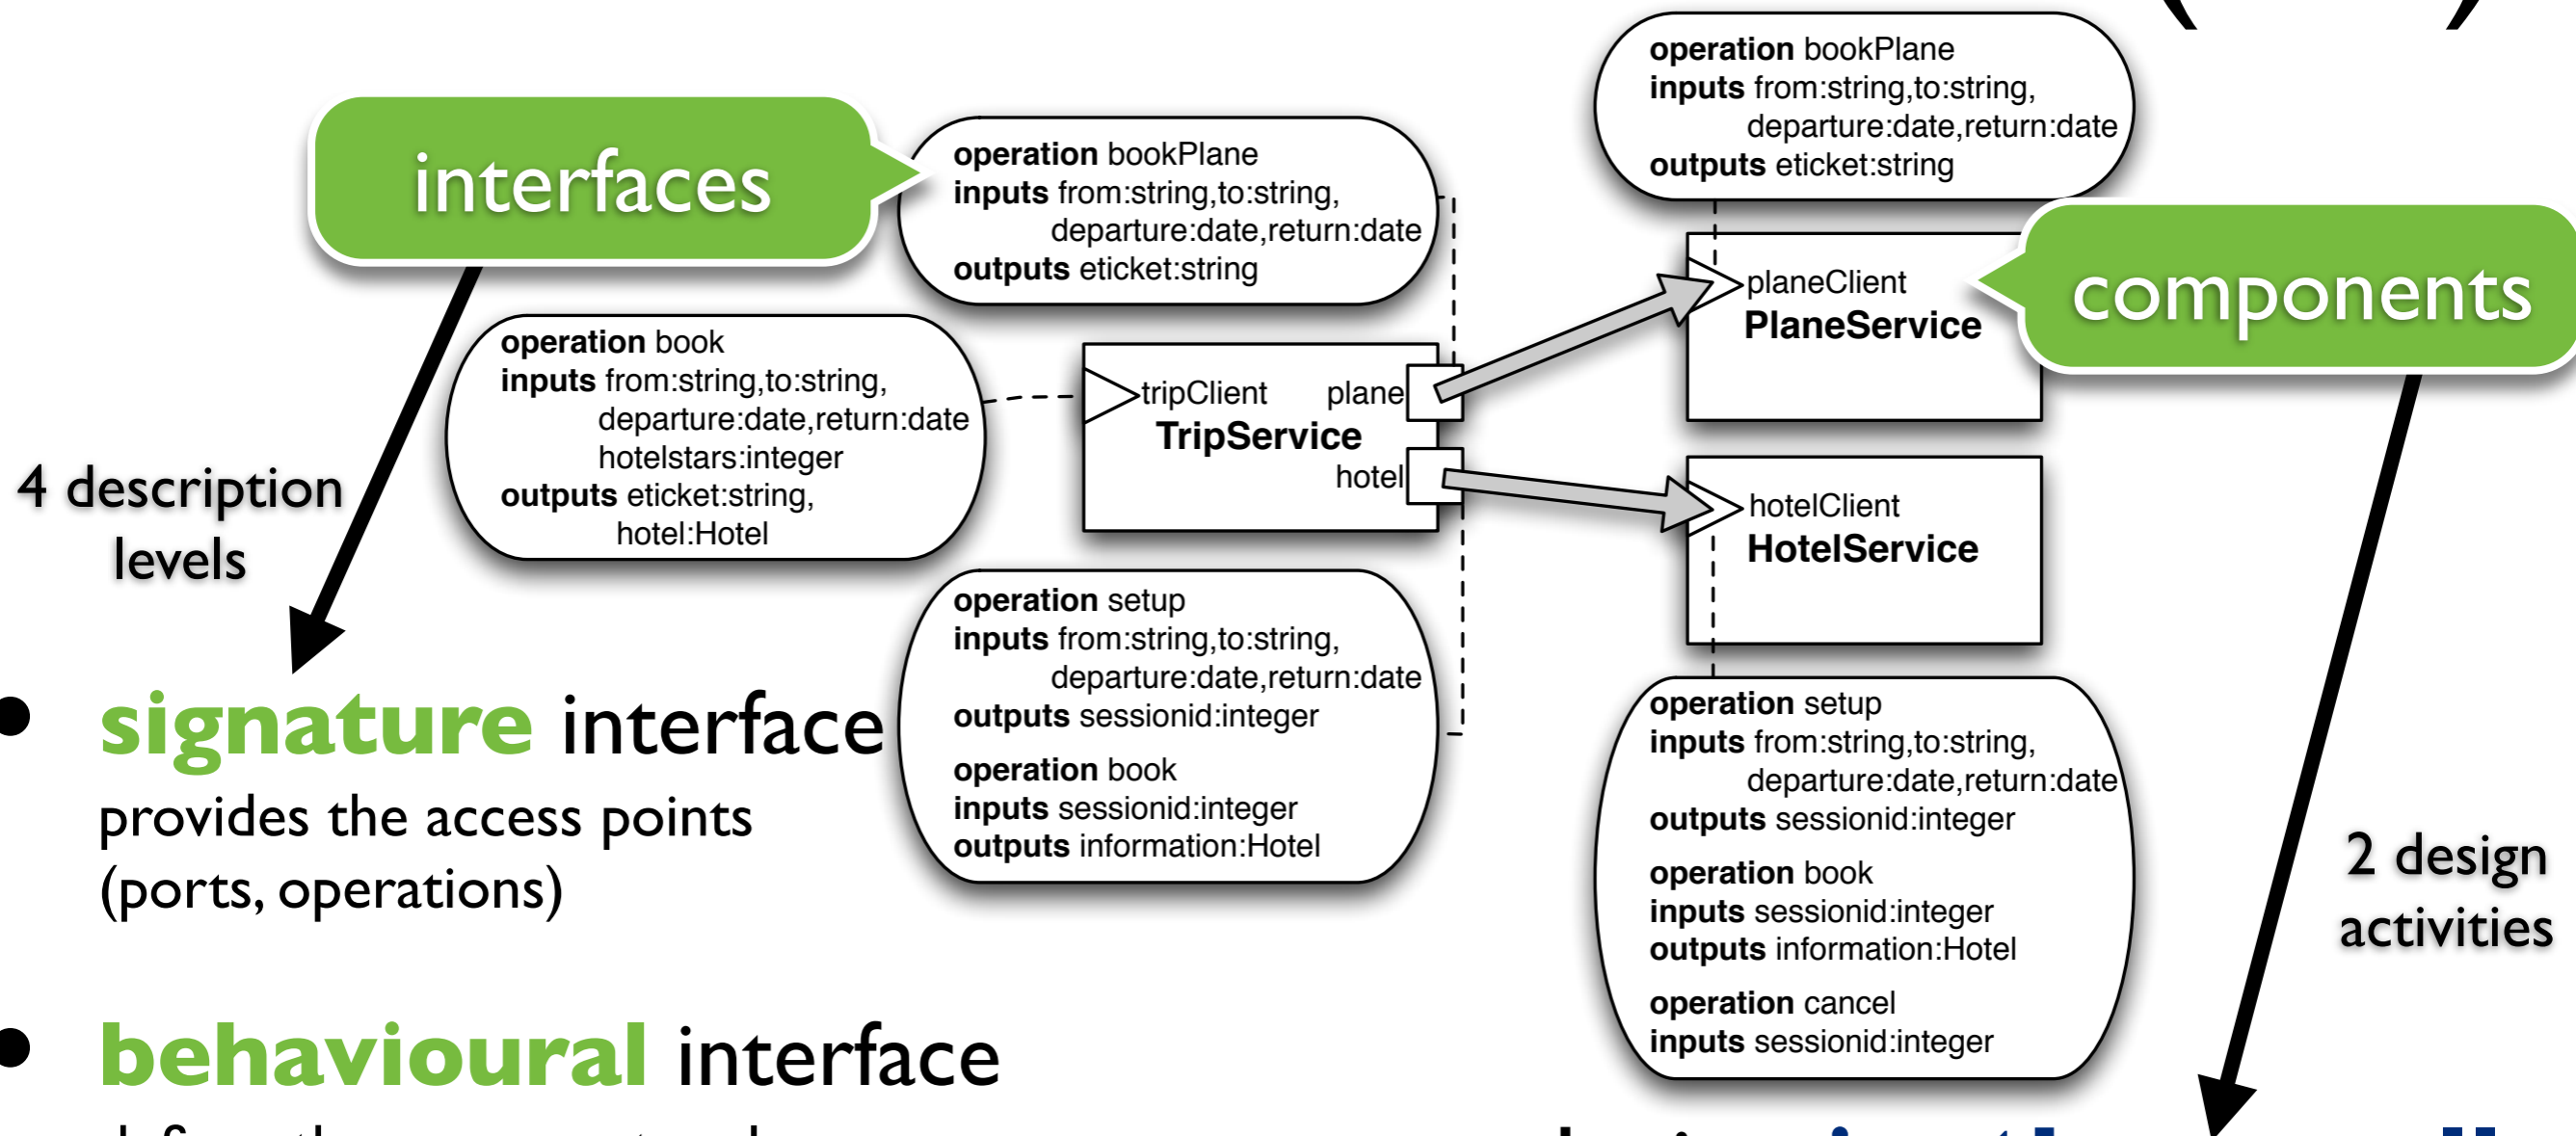 ( )
operation bookPlane
inputs from:string,to:string,
departure:date,return:date
outputs eticket:string
interfaces
operation bookPlane
inputs from:string,to:string,
departure:date,return:date
outputs eticket:string
components
planeClient
PlaneService
operation book
inputs from:string,to:string,
departure:date,return:date
hotelstars:integer
outputs eticket:string,
hotel:Hotel
tripClient plane
TripService
hotel
hotelClient
HotelService
4 description
levels
operation setup
inputs from:string,to:string,
departure:date,return:date
outputs sessionid:integer
operation book
inputs sessionid:integer
outputs information:Hotel
operation setup
inputs from:string,to:string,
departure:date,return:date
outputs sessionid:integer
operation book
inputs sessionid:integer
outputs information:Hotel
operation cancel
inputs sessionid:integer
2 design
activities
• signature interface
provides the access points
(ports, operations)
• behavioural interface